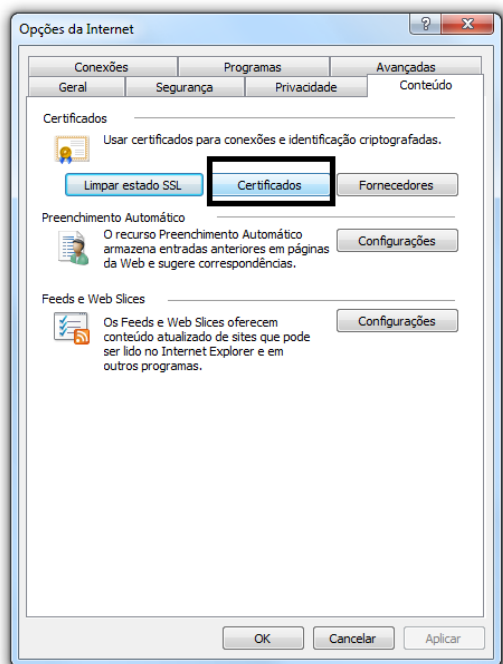 Opções da Internet
Conexões Programas Avançadas
Geral Segurança Privacidade Conteúdo
Certificados
Usar certificados para conexões e identificação criptografadas.
Limpar estado SSL Certificados Fornecedores
Preenchimento Automático
O recurso Preenchimento Automático
armazena entradas anteriores em páginas
da Web e sugere correspondências.
Configurações
Feeds e Web Slices
Os Feeds e Web Slices oferecem
conteúdo atualizado de sites que pode
ser lido no Internet Explorer e em
outros programas.
Configurações
OK Cancelar Aplicar